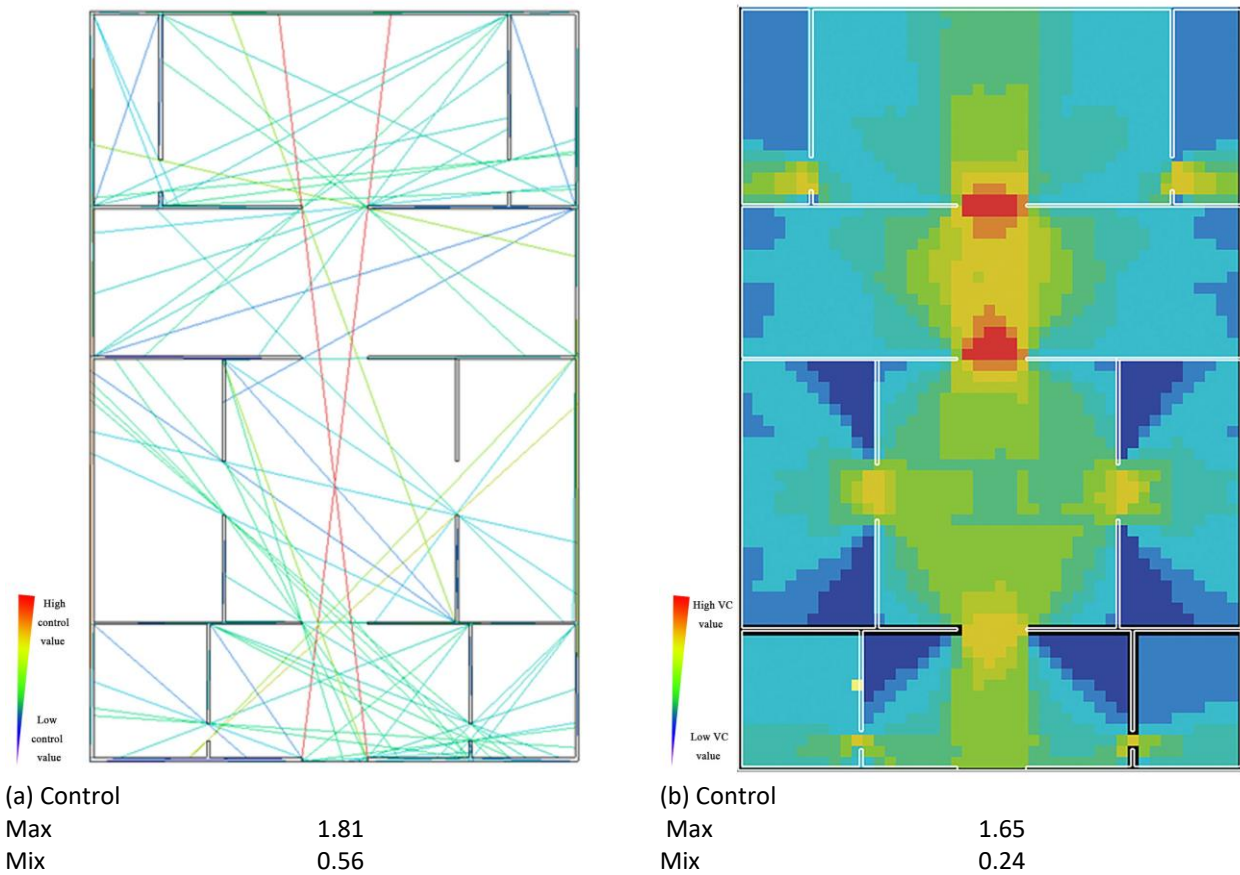 High
control
value
Low
control
value
High VC
value
Low VC
value
(a) Control
Max 1.81
Mix 0.56
(b) Control
Max 1.65
Mix 0.24